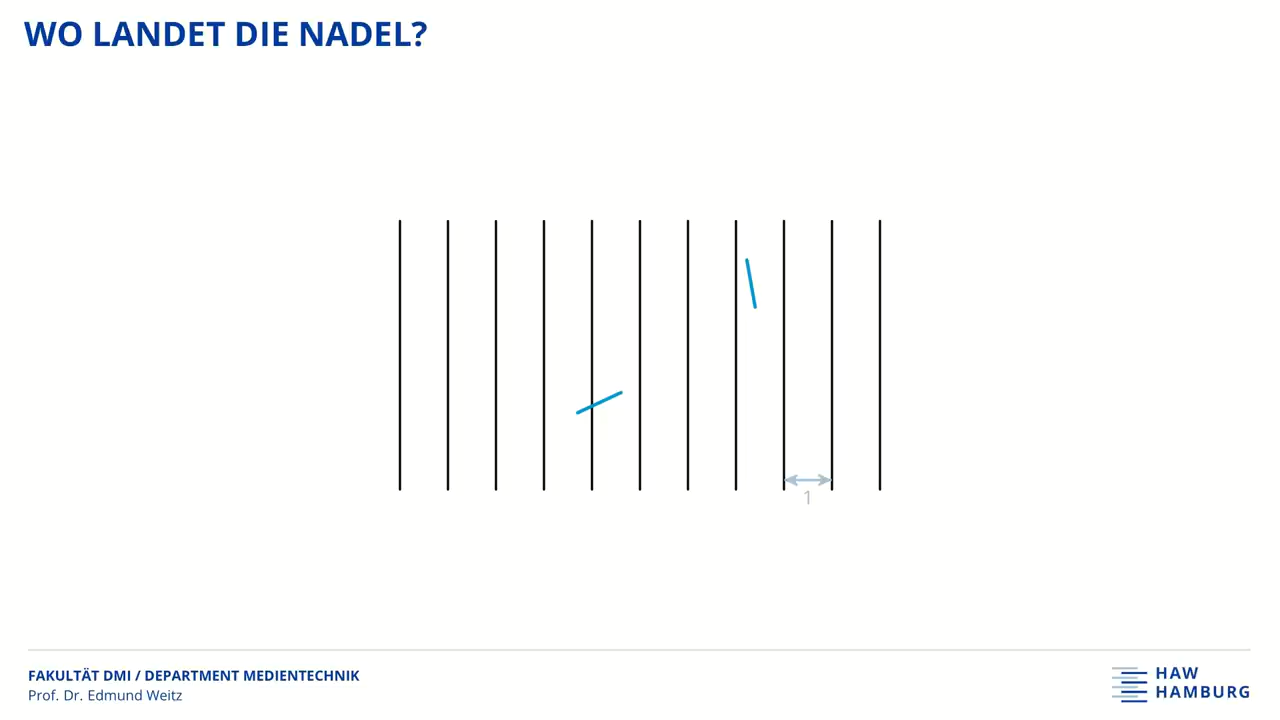 WO LANDET DIE NADEL?
1
FAKULTÄT DMI / DEPARTMENT MEDIENTECHNIK
Prof. Dr. Edmund Weitz
HAW
HAMBURG